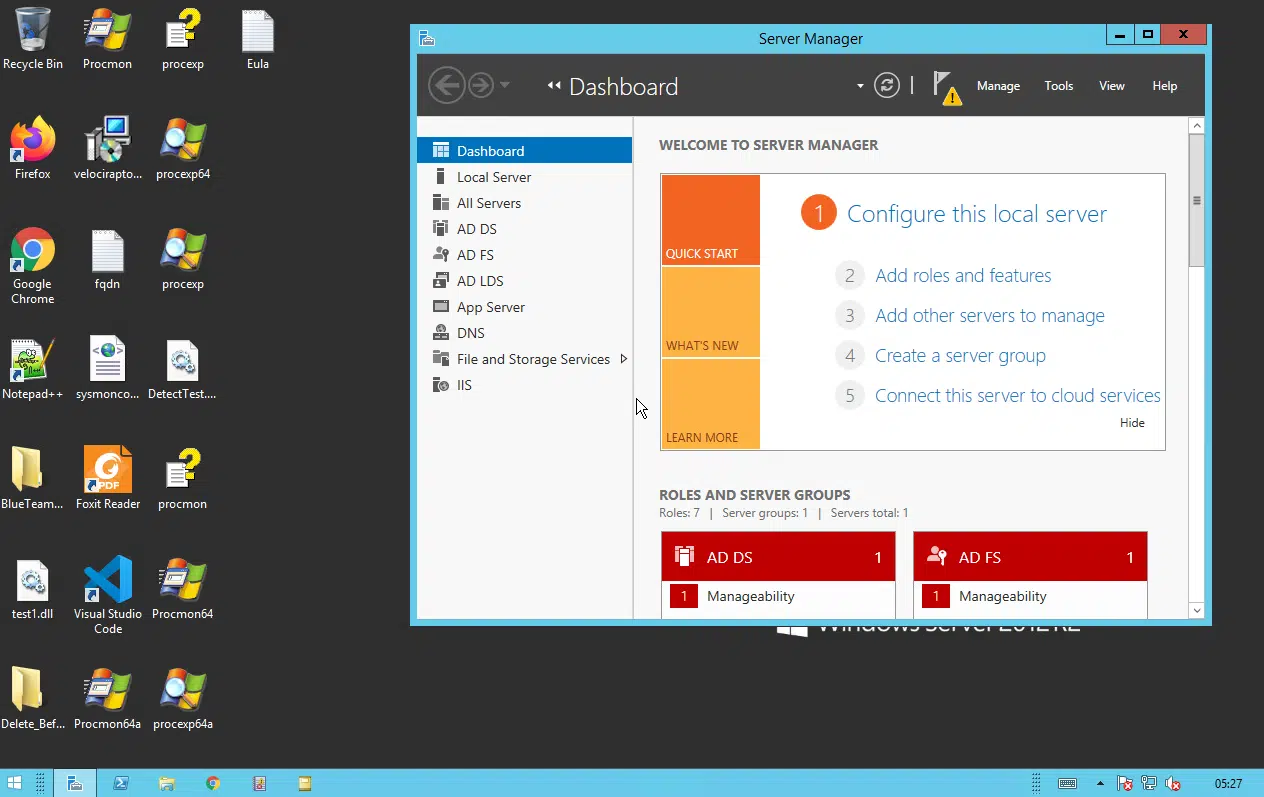 Recycle Bin
Procmon
procexp
Eula
Firefox
velocirapto...
procexp64
Google
Chrome
fqdn
procexp
Notepad++
sysmonco...
DetectTest....
BlueTeam...
Foxit Reader
procmon
test1.dll
Visual Studio
Code
Procmon64
Delete_Bef...
Procmon64a
procexp64a
Server Manager
Dashboard
Manage
Tools
View
Help
Dashboard
Local Server
All Servers
AD DS
AD FS
AD LDS
App Server
DNS
File and Storage Services
IIS
WELCOME TO SERVER MANAGER
QUICK START
WHAT'S NEW
LEARN MORE
1 Configure this local server
2 Add roles and features
3 Add other servers to manage
4 Create a server group
5 Connect this server to cloud services
Hide
ROLES AND SERVER GROUPS
Roles: 7 | Server groups: 1 | Servers total: 1
AD DS 1
1 Manageability
AD FS 1
1 Manageability
Windows Server 2012 R2
PDF
05:27